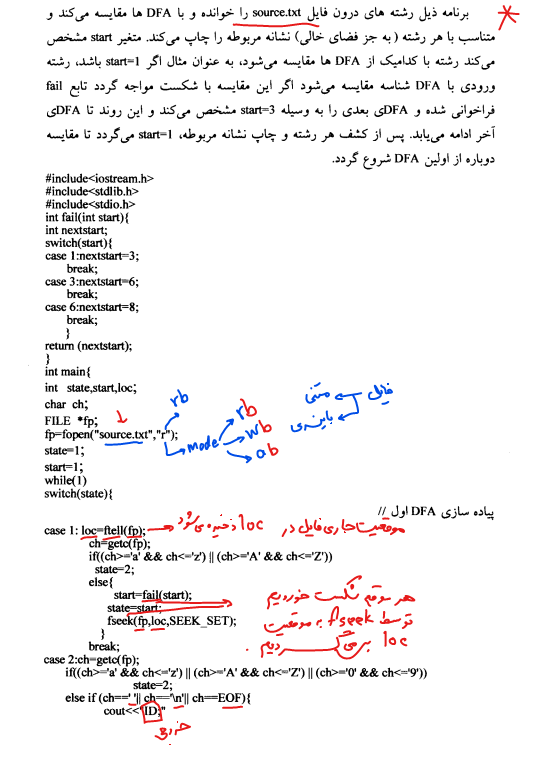 برنامه ذیل رشته های درون فایل source.txt را خوانده و با DFA ها مقایسه می‌کند و
متناسب با هر رشته ( به جز فضای خالی) نشانه مربوطه را چاپ می‌کند. متغیر start مشخص
می‌کند رشته با کدامیک از DFA ها مقایسه می‌شود، به عنوان مثال اگر start=1 باشد، رشته
ورودی با DFA شناسه مقایسه می‌شود اگر این مقایسه با شکست مواجه گردد تابع fail
فراخوانی شده و DFAی بعدی را به وسیله start=3 مشخص می‌کند و این روند تا DFAی
آخر ادامه می‌یابد. پس از کشف هر رشته و چاپ نشانه مربوطه، start=1 می‌گردد تا مقایسه
دوباره از اولین DFA شروع گردد.
#include<iostream.h>
#include<stdlib.h>
#include<stdio.h>
int fail(int start){
int nextstart;
switch(start){
case 1:nextstart=3;
break;
case 3:nextstart=6;
break;
case 6:nextstart=8;
break;
}
return (nextstart);
}
int main{
int state,start,loc;
char ch;
فایل متنی
rb
rb
FILE *fp;
باینری
fp=fopen("source.txt","r");
mode
wb
state=1;
ab
start=1;
while(1)
switch(state){
پیاده سازی DFA اول //
case 1: loc=ftell(fp);
موقعیت جاری فایل در loc ذخیره می‌شود
ch=getc(fp);
if((ch>='a' && ch<='z') || (ch>='A' && ch<='Z'))
state=2;
else{
start=fail(start);
هر موقع شکست خوردیم
state=start;
توسط fseek به موقعیت
fseek(fp,loc,SEEK_SET);
loc برمی‌گردیم.
}
break;
case 2:ch=getc(fp);
if((ch>='a' && ch<='z') || (ch>='A' && ch<='Z') || (ch>='0' && ch<='9'))
state=2;
else if (ch==' '|| ch=='\n'|| ch==EOF){
cout<<"ID;"
خروجی